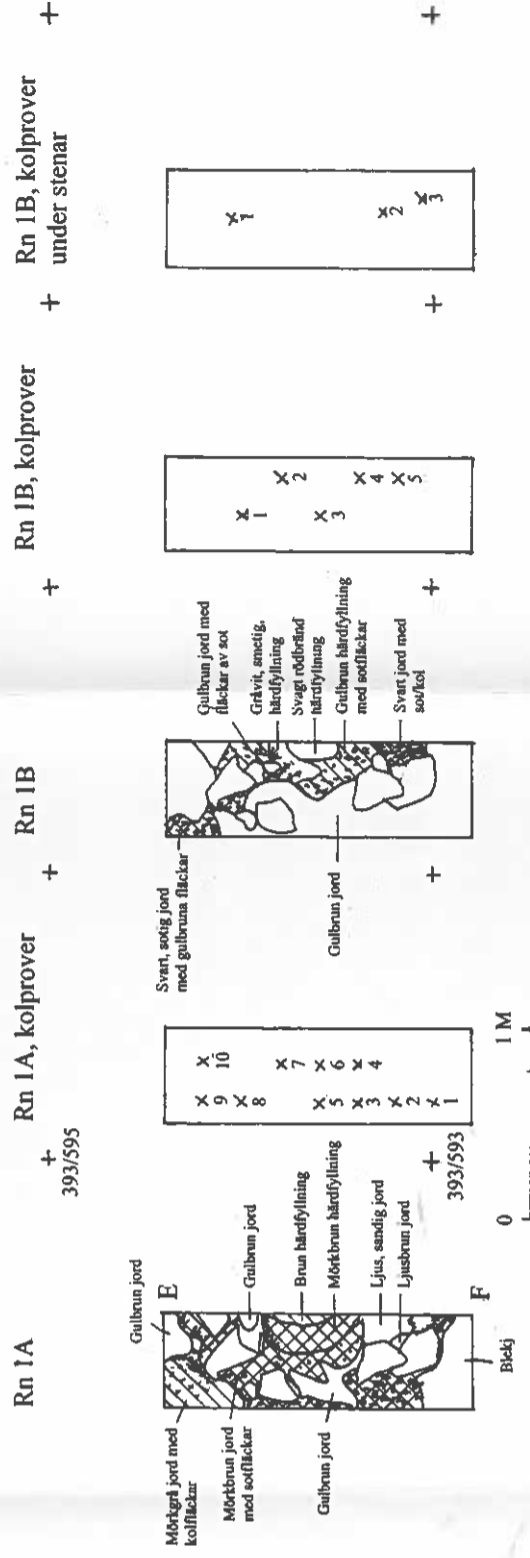 Rn 1A
Gulbrun jord
Mörkgrå jord med
kolfläckar
E
Mörkbrun jord
med sotfläckar
Gulbrun jord
Brun härdfyllning
Mörkbrun härdfyllning
Gulbrun jord
Ljus, sandig jord
Ljusbrun jord
F
Blekj
Rn 1A, kolprover
+
393/595
9
10
8
7
5
6
3
4
2
1
+
393/593
0
1 M
Rn 1B
+
Svart, sotig jord
med gulbruna fläckar
Gulbrun jord med
fläckar av sot
Gråvit, smetig,
härdfyllning
Svagt rödbränd
härdfyllning
Gulbrun härdfyllning
med sotfläckar
Svart jord med
sot/kol
Gulbrun jord
+
Rn 1B, kolprover
+
1
2
3
4
5
+
Rn 1B, kolprover
under stenar
+
1
2
3
+
+
+